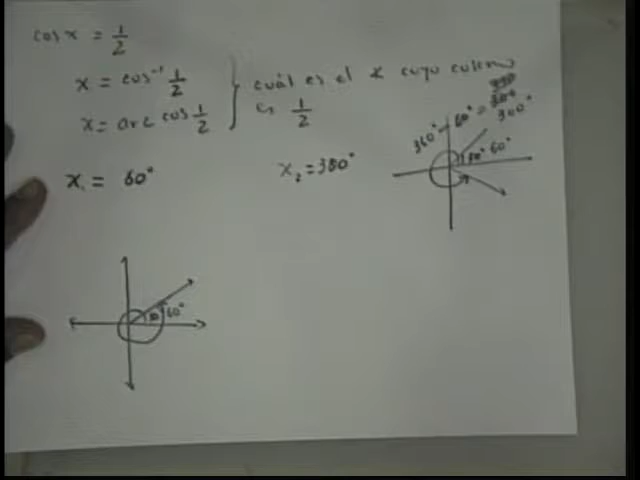 cos x = 1/2
x = cos⁻¹ 1/2
x = arc cos 1/2
cuál es el x cuyo coseno
es 1/2
360° - 60° =
300°
60°
x₁ = 60°
x₂ = 380°
60°